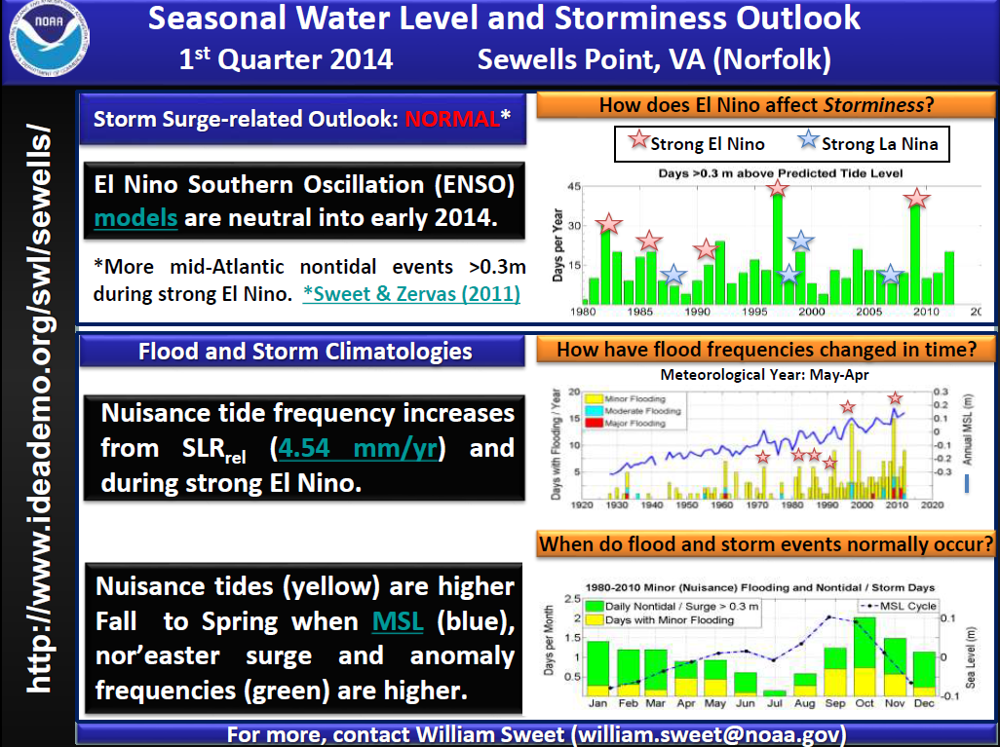 NOAA
Seasonal Water Level and Storminess Outlook
1st Quarter 2014 Sewells Point, VA (Norfolk)
http://www.ideademo.org/swl/sewells/
Storm Surge-related Outlook: NORMAL*
El Nino Southern Oscillation (ENSO)
models are neutral into early 2014.
*More mid-Atlantic nontidal events >0.3m
during strong El Nino. *Sweet & Zervas (2011)
How does El Nino affect Storminess?
Strong El Nino Strong La Nina
Days >0.3 m above Predicted Tide Level
Days per Year
45
30
15
1980 1985 1990 1995 2000 2005 2010
Flood and Storm Climatologies
Nuisance tide frequency increases
from SLRrel (4.54 mm/yr) and
during strong El Nino.
How have flood frequencies changed in time?
Meteorological Year: May-Apr
Minor Flooding
Moderate Flooding
Major Flooding
Days with Flooding / Year
20
15
10
5
1920 1930 1940 1950 1960 1970 1980 1990 2000 2010 2020
0.3
0.2
0.1
0
-0.1
-0.2
-0.3
Annual MSL (m)
Nuisance tides (yellow) are higher
Fall to Spring when MSL (blue),
nor’easter surge and anomaly
frequencies (green) are higher.
When do flood and storm events normally occur?
1980-2010 Minor (Nuisance) Flooding and Nontidal / Storm Days
Daily Nontidal / Surge > 0.3 m
Days with Minor Flooding
MSL Cycle
Days per Month
2.5
2
1.5
1
0.5
Jan Feb Mar Apr May Jun Jul Aug Sep Oct Nov Dec
0.1
0
-0.1
Sea Level (m)
For more, contact William Sweet (william.sweet@noaa.gov)